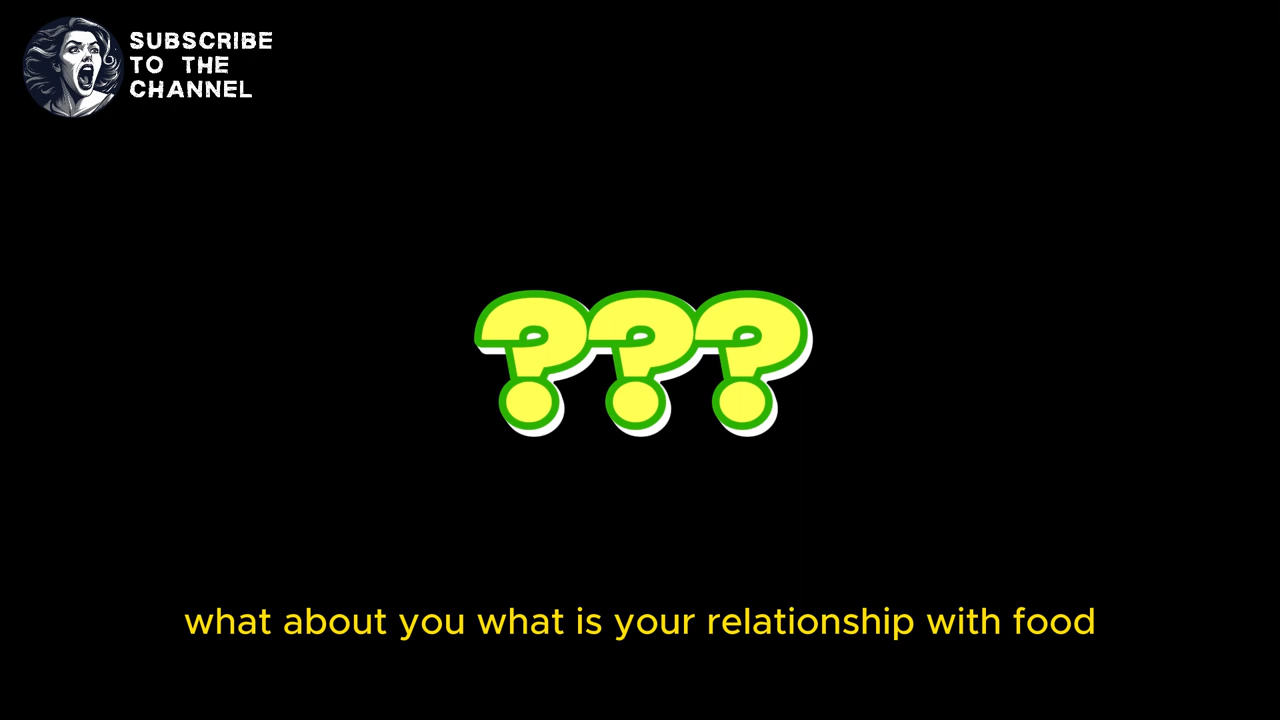 SUBSCRIBE
TO THE
CHANNEL
???
what about you what is your relationship with food